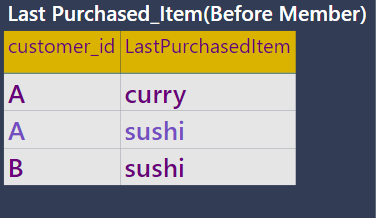 Last Purchased_Item(Before Member)
customer_id LastPurchasedItem
A curry
A sushi
B sushi